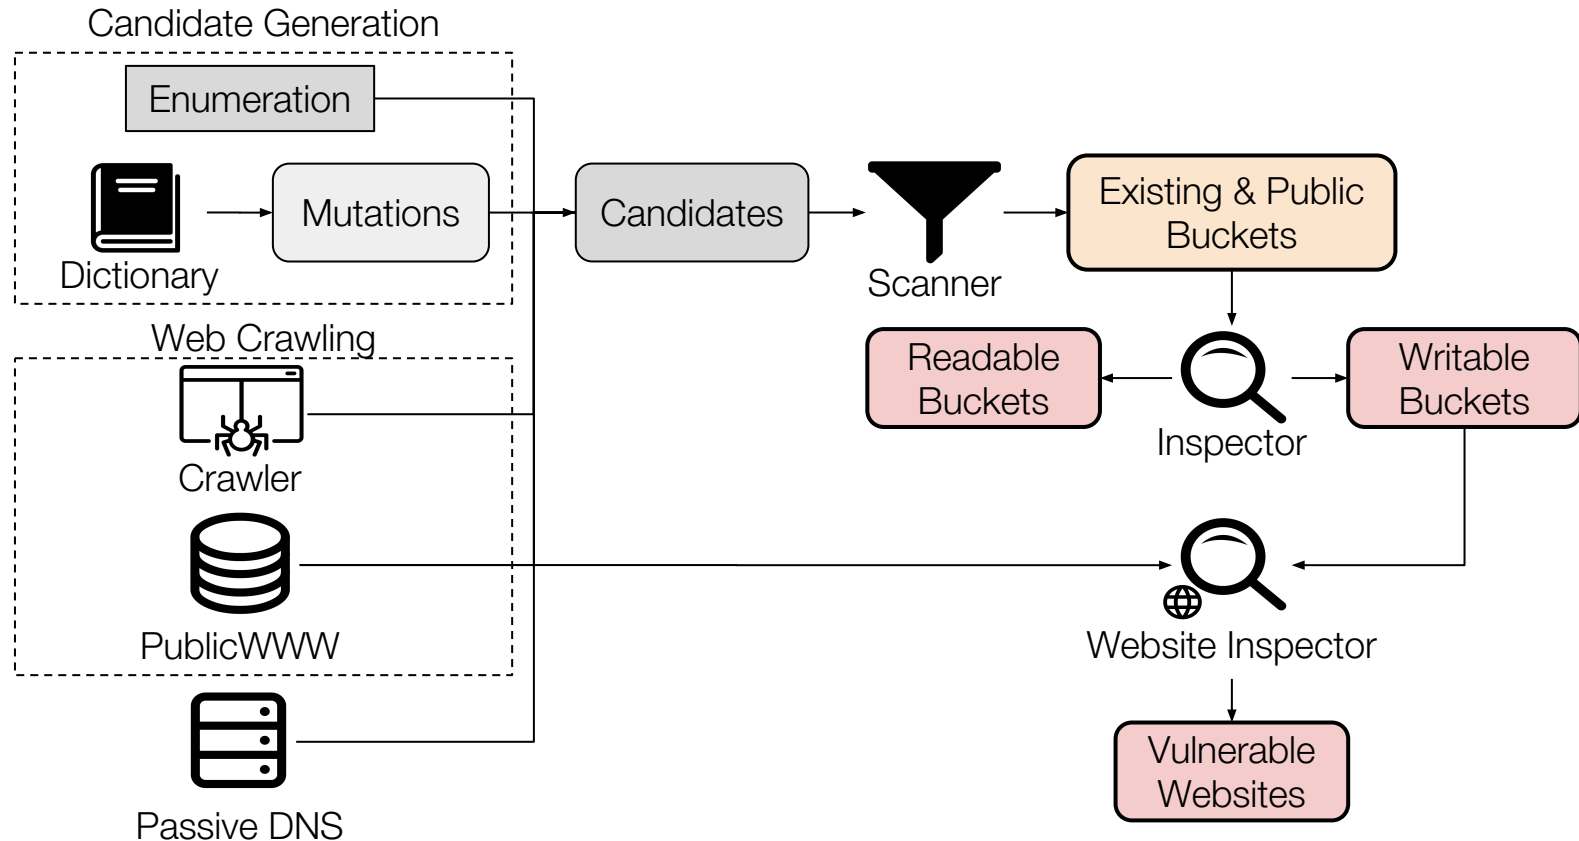 Candidate Generation
Enumeration
Dictionary
Mutations
Candidates
Scanner
Existing & Public
Buckets
Web Crawling
Crawler
PublicWWW
Passive DNS
Readable
Buckets
Inspector
Writable
Buckets
Website Inspector
Vulnerable
Websites